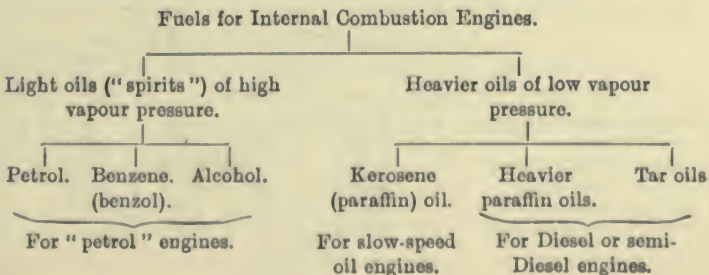 Fuels for Internal Combustion Engines.
Light oils (“spirits”) of high
vapour pressure.
Heavier oils of low vapour
pressure.
Petrol. Benzene. Alcohol.
(benzol).
For “petrol” engines.
Kerosene
(paraffin) oil.
Heavier
paraffin oils.
Tar oils
For slow-speed
oil engines.
For Diesel or semi-
Diesel engines.